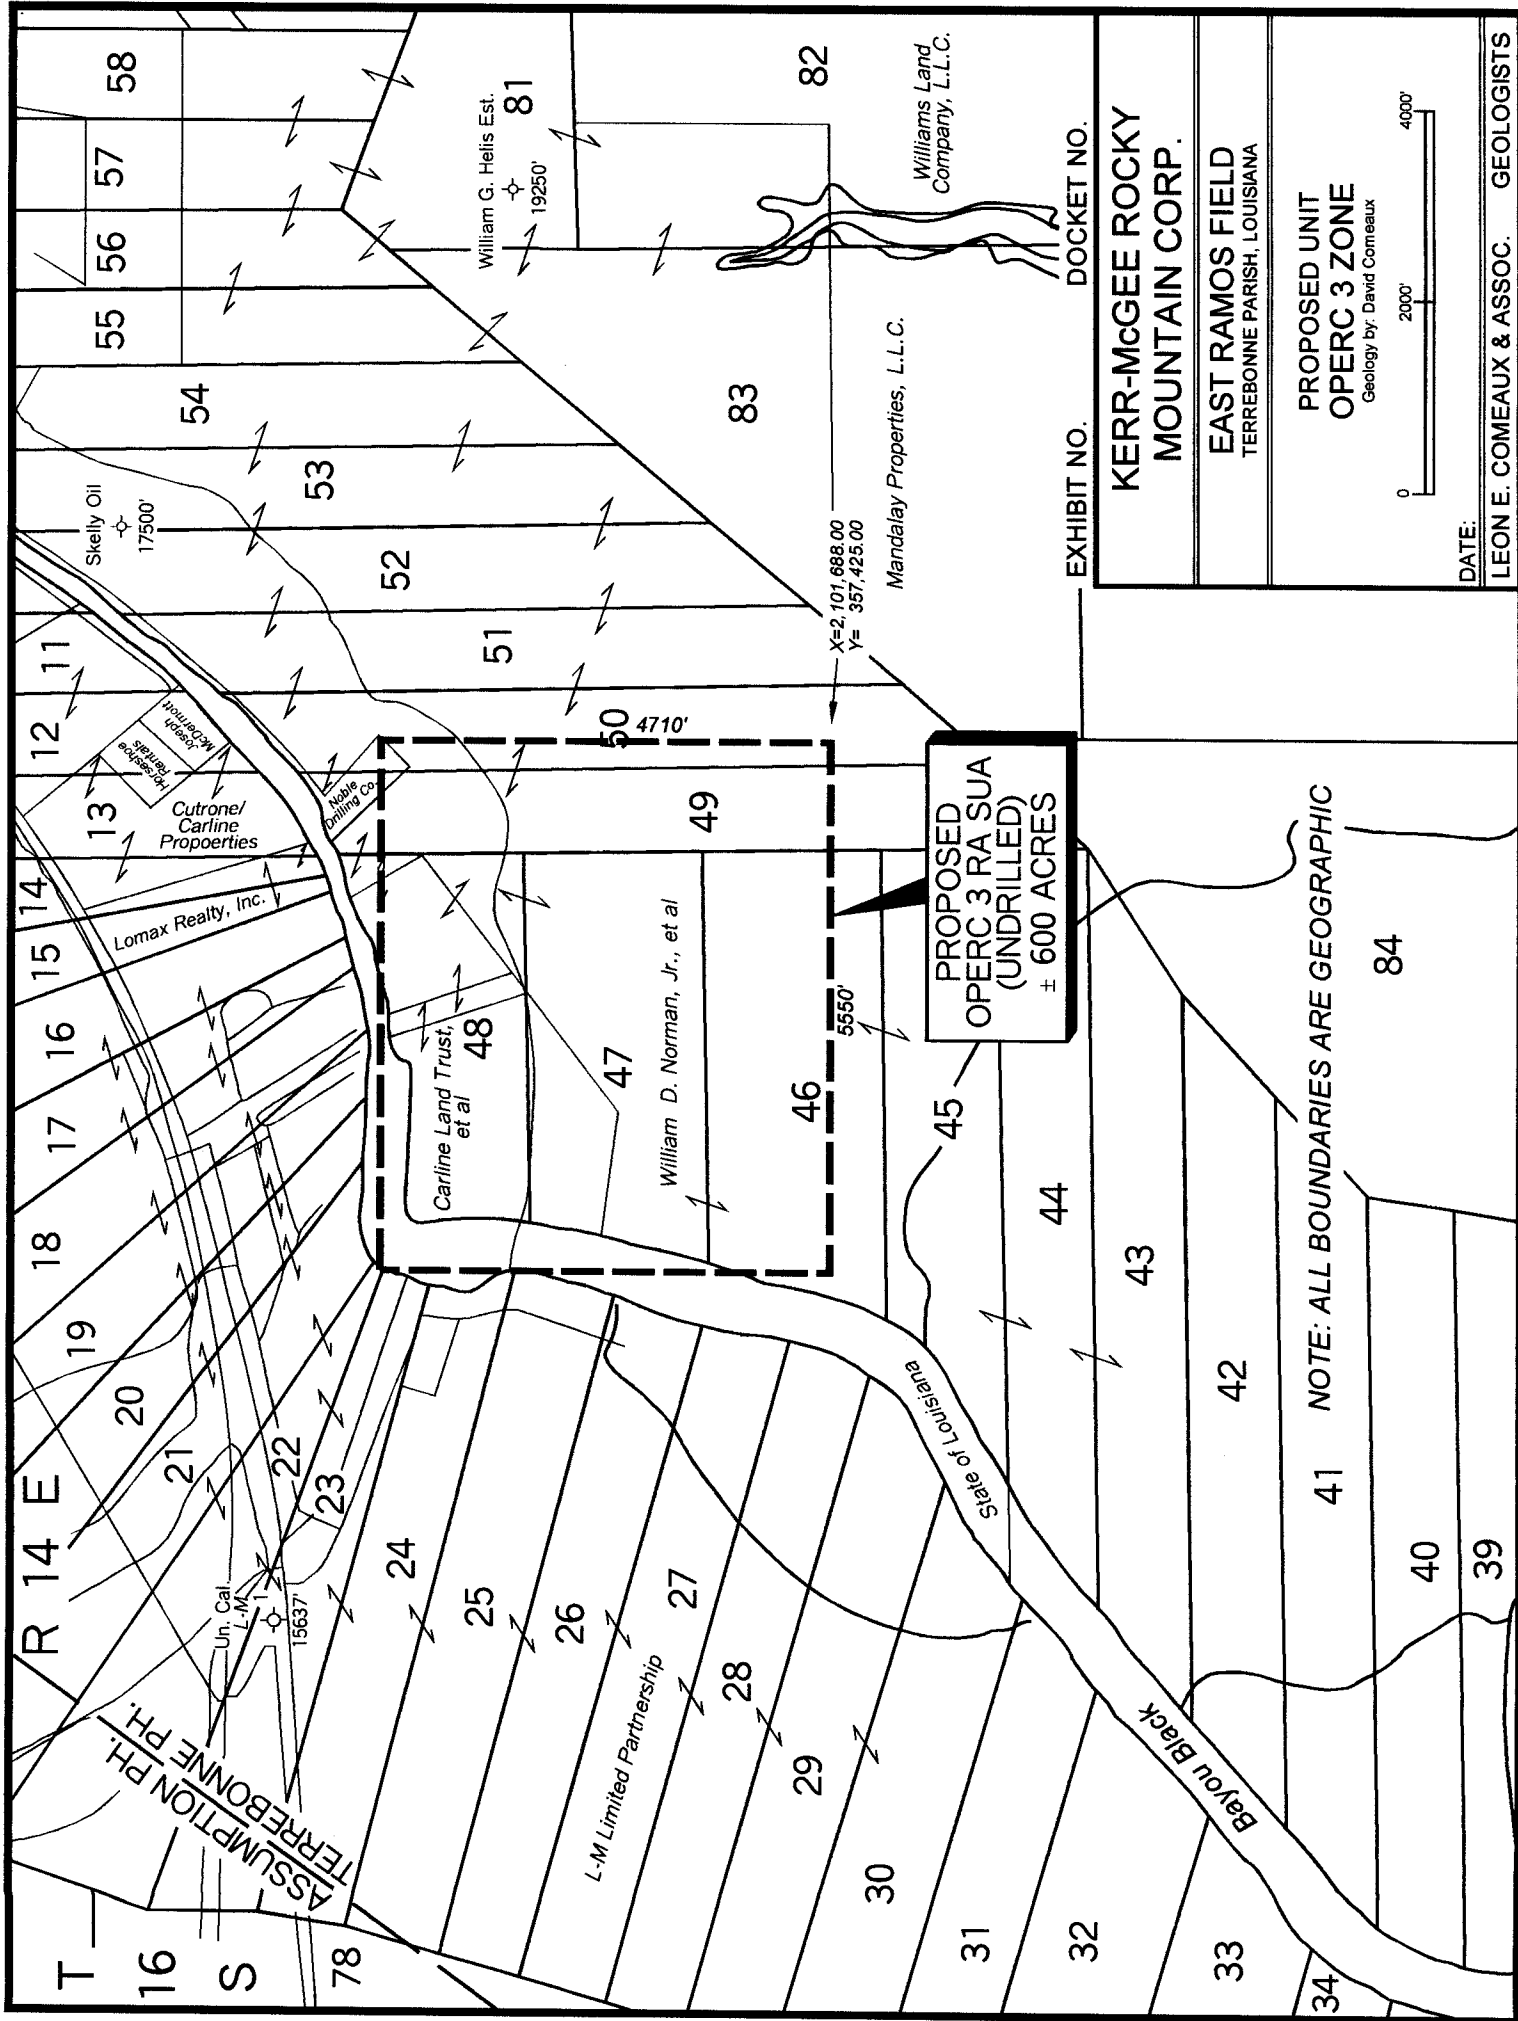 T
16
S
R 14 E
ASSUMPTION PH.
TERREBONNE PH.
78
Un. Cal.
L-M
1
15637'
11
12
13
14
15
16
17
18
19
20
21
22
23
24
25
26
27
28
29
30
31
32
33
34
L-M Limited Partnership
Bayou Black
State of Louisiana
Lomax Realty, Inc.
Cutrone/
Carline
Propoerties
Horseshoe
Rentals
Joseph
McDermott
Noble
Drilling Co.
Skelly Oil
17500'
Carline Land Trust,
et al
48
47
William D. Norman, Jr., et al
46
49
50
4710'
5550'
51
52
53
54
55
56
57
58
William G. Helis Est.
19250'
81
82
Williams Land
Company, L.L.C.
83
Mandalay Properties, L.L.C.
X=2,101,688.00
Y= 357,425.00
PROPOSED
OPERC 3 RA SUA
(UNDRILLED)
± 600 ACRES
45
44
43
42
41
40
39
84
NOTE: ALL BOUNDARIES ARE GEOGRAPHIC
EXHIBIT NO. DOCKET NO.
KERR-McGEE ROCKY
MOUNTAIN CORP.
EAST RAMOS FIELD
TERREBONNE PARISH, LOUISIANA
PROPOSED UNIT
OPERC 3 ZONE
Geology by: David Comeaux
0 2000' 4000'
DATE:
LEON E. COMEAUX & ASSOC. GEOLOGISTS